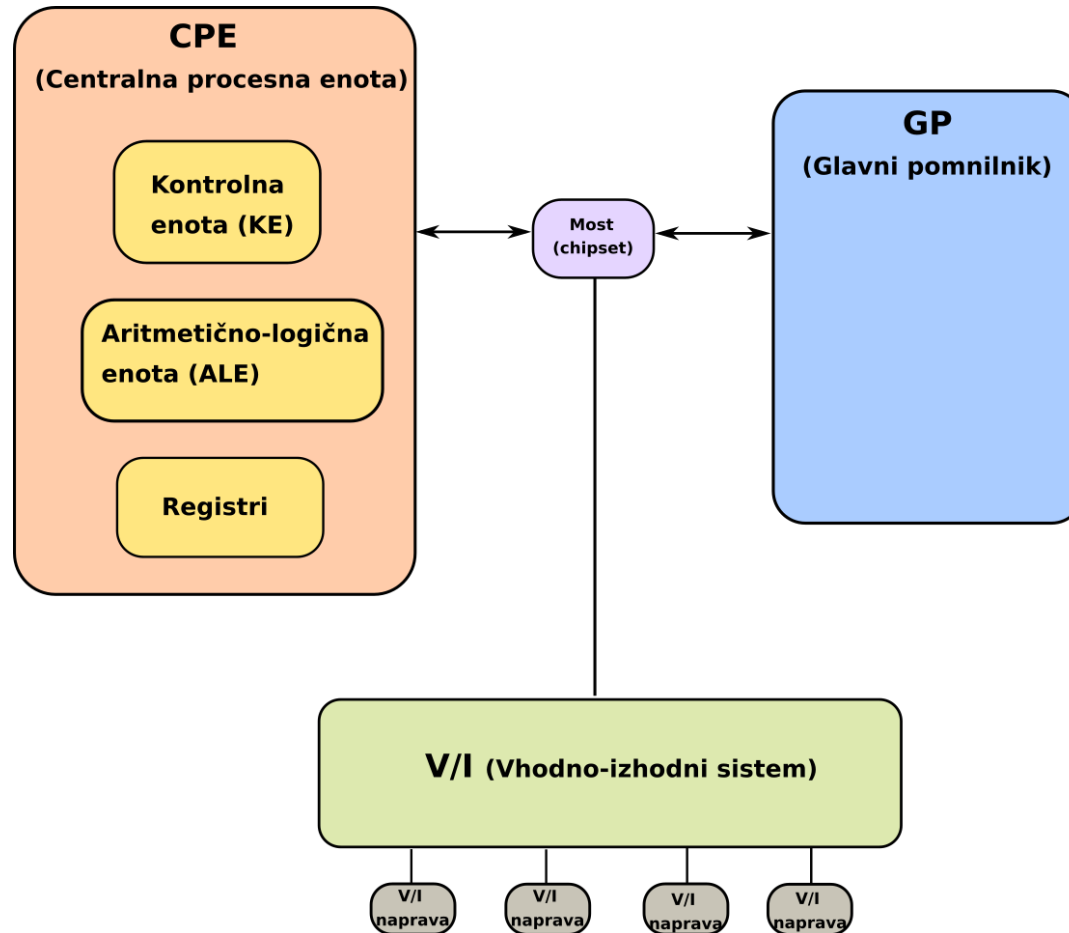 CPE
(Centralna procesna enota)
Kontrolna
enota (KE)
Aritmetično-logična
enota (ALE)
Registri
Most
(chipset)
GP
(Glavni pomnilnik)
V/I (Vhodno-izhodni sistem)
V/I
naprava
V/I
naprava
V/I
naprava
V/I
naprava